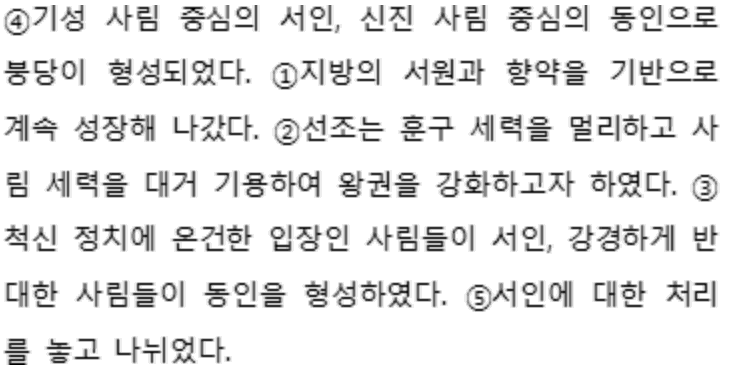 ④기성 사림 중심의 서인, 신진 사림 중심의 동인으로
붕당이 형성되었다. ①지방의 서원과 향약을 기반으로
계속 성장해 나갔다. ②선조는 훈구 세력을 멀리하고 사
림 세력을 대거 기용하여 왕권을 강화하고자 하였다. ③
척신 정치에 온건한 입장인 사림들이 서인, 강경하게 반
대한 사림들이 동인을 형성하였다. ⑤서인에 대한 처리
를 놓고 나뉘었다.